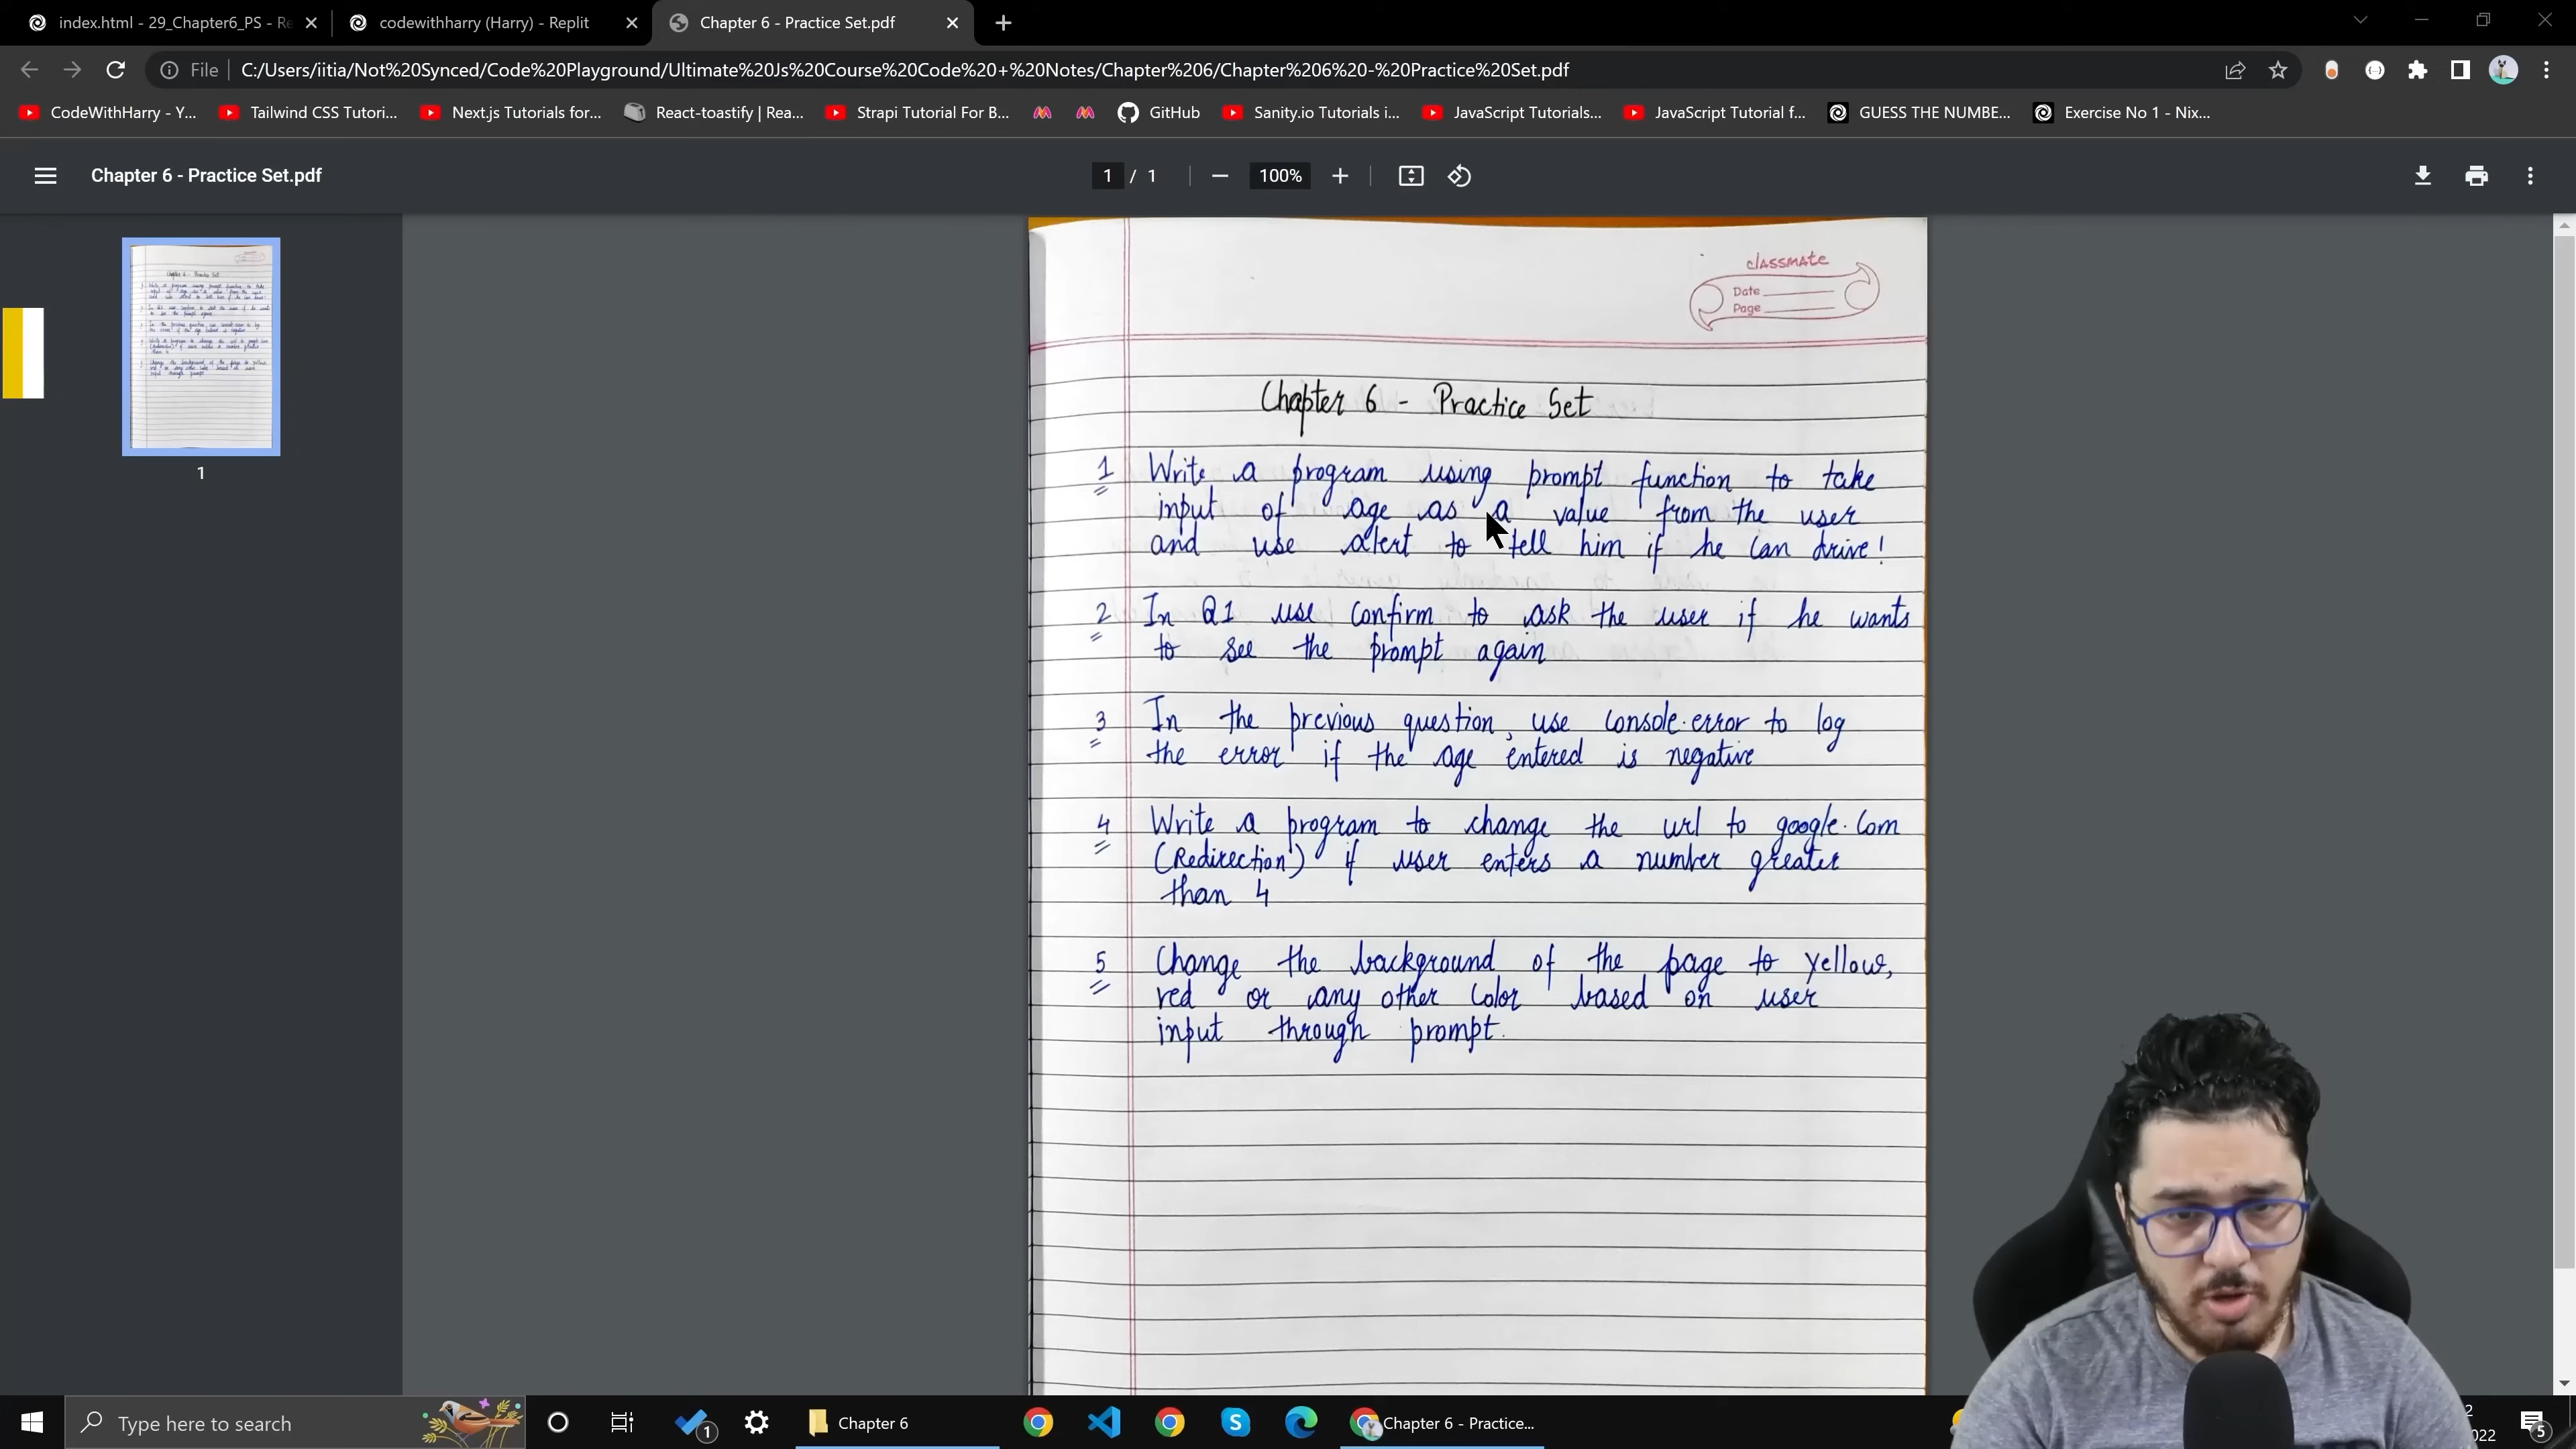 index.html - 29_Chapter6_PS - Re
codewithharry (Harry) - Replit
Chapter 6 - Practice Set.pdf
File
C:/Users/iitia/Not%20Synced/Code%20Playground/Ultimate%20Js%20Course%20Code%20+%20Notes/Chapter%206/Chapter%206%20-%20Practice%20Set.pdf
CodeWithHarry - Y...
Tailwind CSS Tutori...
Next.js Tutorials for...
React-toastify | Rea...
Strapi Tutorial For B...
GitHub
Sanity.io Tutorials i...
JavaScript Tutorials...
JavaScript Tutorial f...
GUESS THE NUMBE...
Exercise No 1 - Nix...
Chapter 6 - Practice Set.pdf
1 / 1
100%
1
classmate
Date
Page
Chapter 6 - Practice Set
1 Write a program using prompt function to take
input of age as a value from the user
and use alert to tell him if he can drive!
2 In Q1 use confirm to ask the user if he wants
to see the prompt again
3 In the previous question, use console.error to log
the error if the age entered is negative
4 Write a program to change the url to google.com
(Redirection) if user enters a number greater
than 4
5 Change the background of the page to yellow,
red or any other color based on user
input through prompt.
Type here to search
1
Chapter 6
Chapter 6 - Practice...
2
022
5